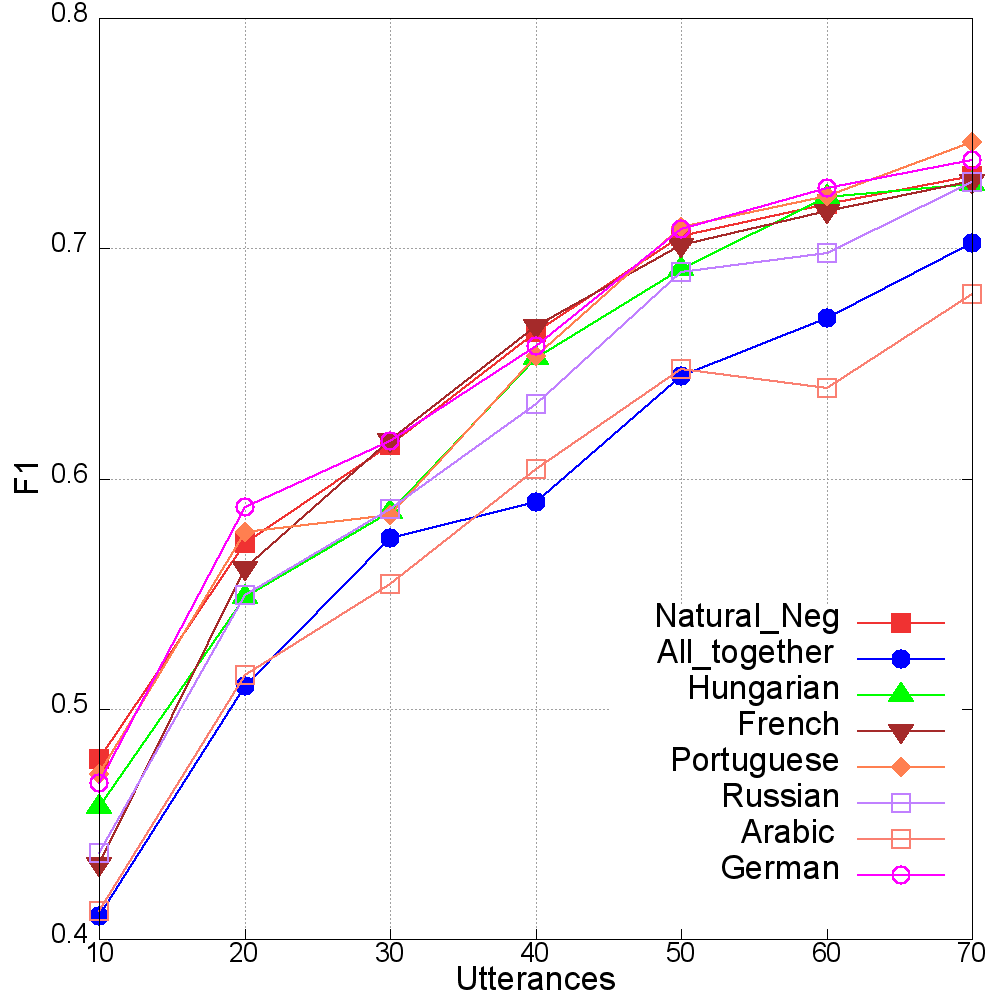 0.8
0.7
0.6
0.5
0.4
F1
10 20 30 40 50 60 70
Utterances
Natural_Neg
All_together
Hungarian
French
Portuguese
Russian
Arabic
German